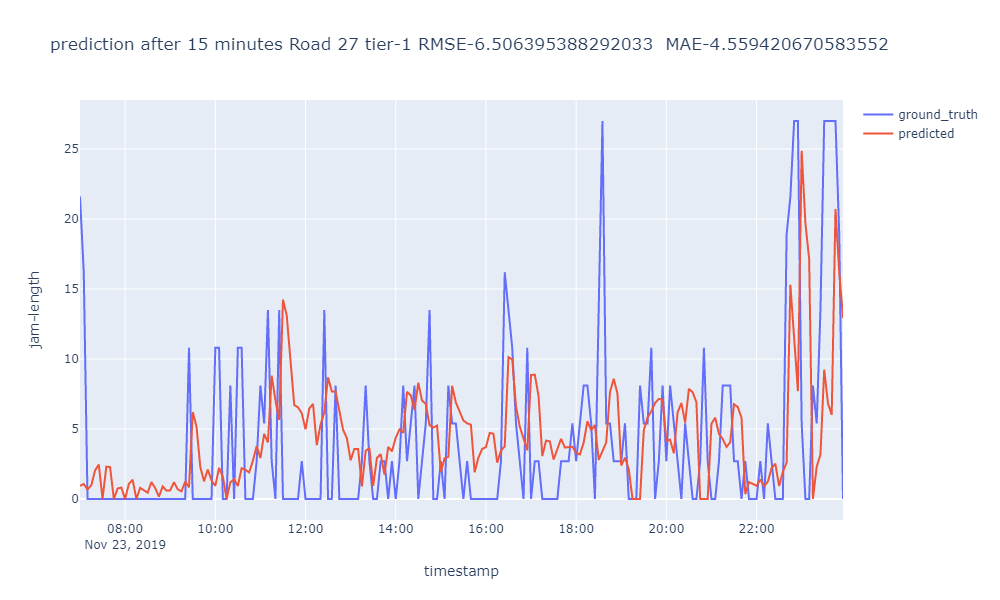 prediction after 15 minutes Road 27 tier-1 RMSE-6.506395388292033  MAE-4.559420670583552
ground_truth
predicted
jam-length
25
20
15
10
5
0
08:00 10:00 12:00 14:00 16:00 18:00 20:00 22:00
Nov 23, 2019
timestamp